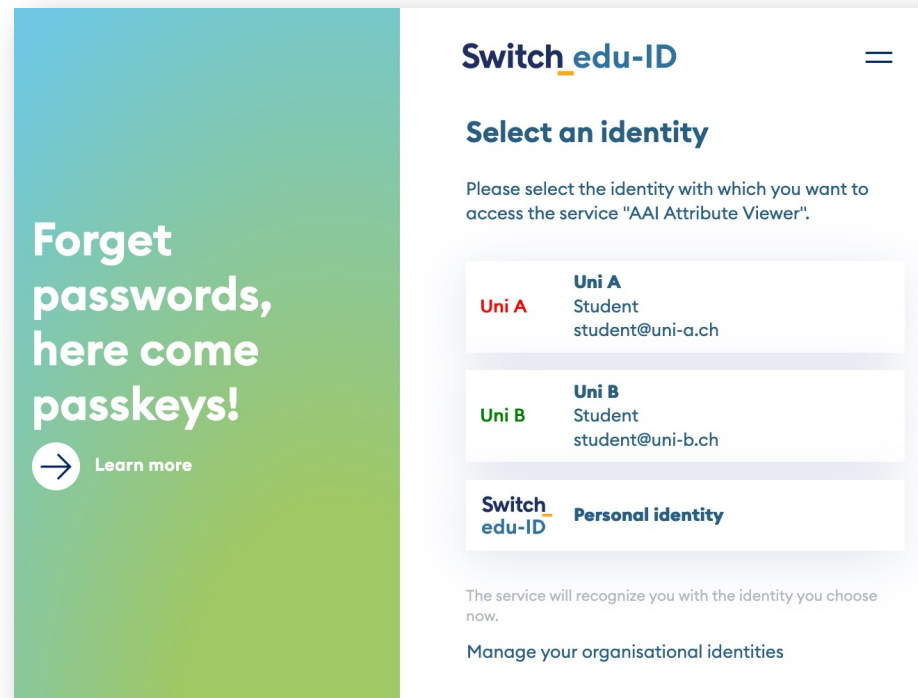 Forget
passwords,
here come
passkeys!
Learn more
Switch_edu-ID
Select an identity
Please select the identity with which you want to
access the service "AAI Attribute Viewer".
Uni A
Uni A
Student
student@uni-a.ch
Uni B
Uni B
Student
student@uni-b.ch
Switch_
edu-ID
Personal identity
The service will recognize you with the identity you choose
now.
Manage your organisational identities